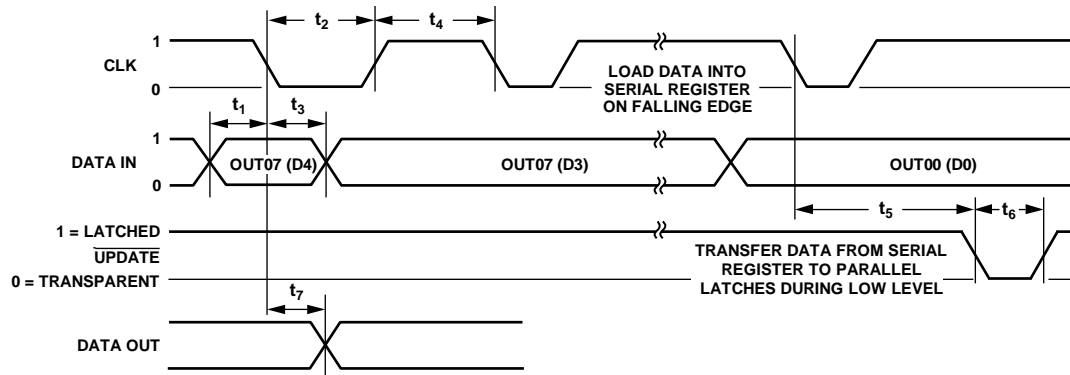 t2
t4
1
CLK
0
LOAD DATA INTO
SERIAL REGISTER
ON FALLING EDGE
t1
t3
1
DATA IN
0
OUT07 (D4)
OUT07 (D3)
OUT00 (D0)
t5
t6
1 = LATCHED
UPDATE
0 = TRANSPARENT
TRANSFER DATA FROM SERIAL
REGISTER TO PARALLEL
LATCHES DURING LOW LEVEL
t7
DATA OUT